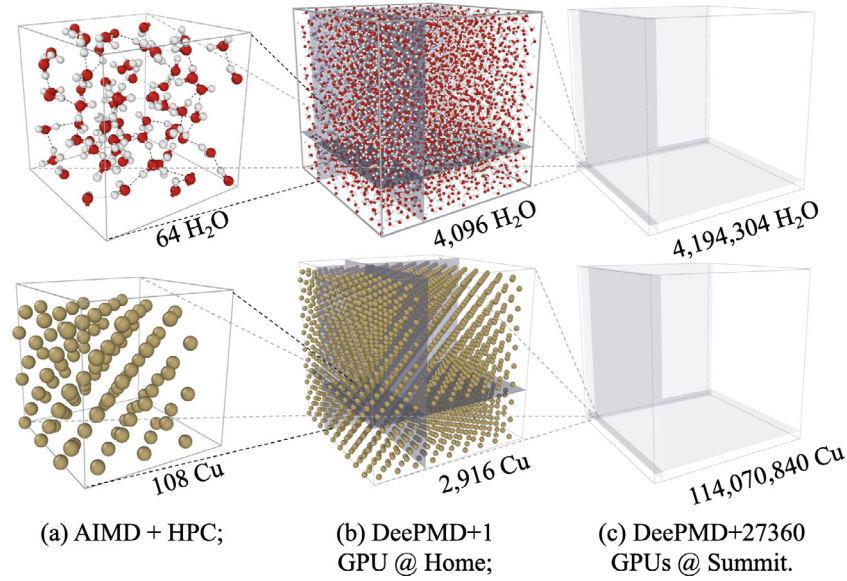 64 H₂O
4,096 H₂O
4,194,304 H₂O
108 Cu
2,916 Cu
114,070,840 Cu
(a) AIMD + HPC;
(b) DeePMD+1
GPU @ Home;
(c) DeePMD+27360
GPUs @ Summit.